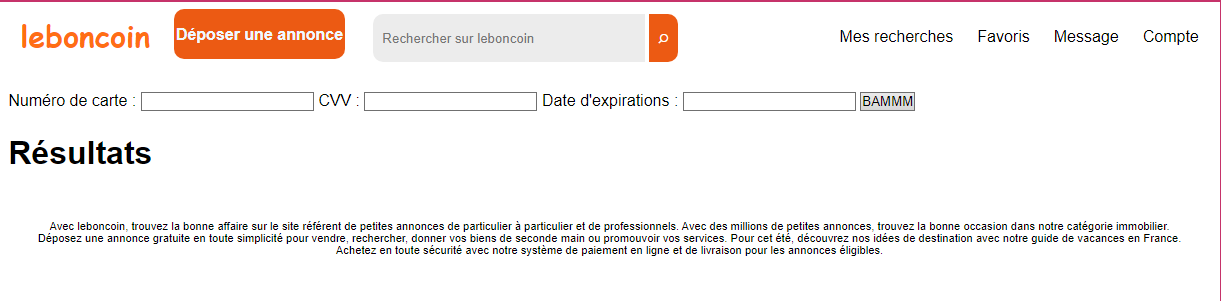 leboncoin Déposer une annonce Rechercher sur leboncoin Mes recherches Favoris Message Compte
Numéro de carte : CVV : Date d'expirations : BAMMM
Résultats
Avec leboncoin, trouvez la bonne affaire sur le site référent de petites annonces de particulier à particulier et de professionnels. Avec des millions de petites annonces, trouvez la bonne occasion dans notre catégorie immobilier.
Déposez une annonce gratuite en toute simplicité pour vendre, rechercher, donner vos biens de seconde main ou promouvoir vos services. Pour cet été, découvrez nos idées de destination avec notre guide de vacances en France.
Achetez en toute sécurité avec notre système de paiement en ligne et de livraison pour les annonces éligibles.